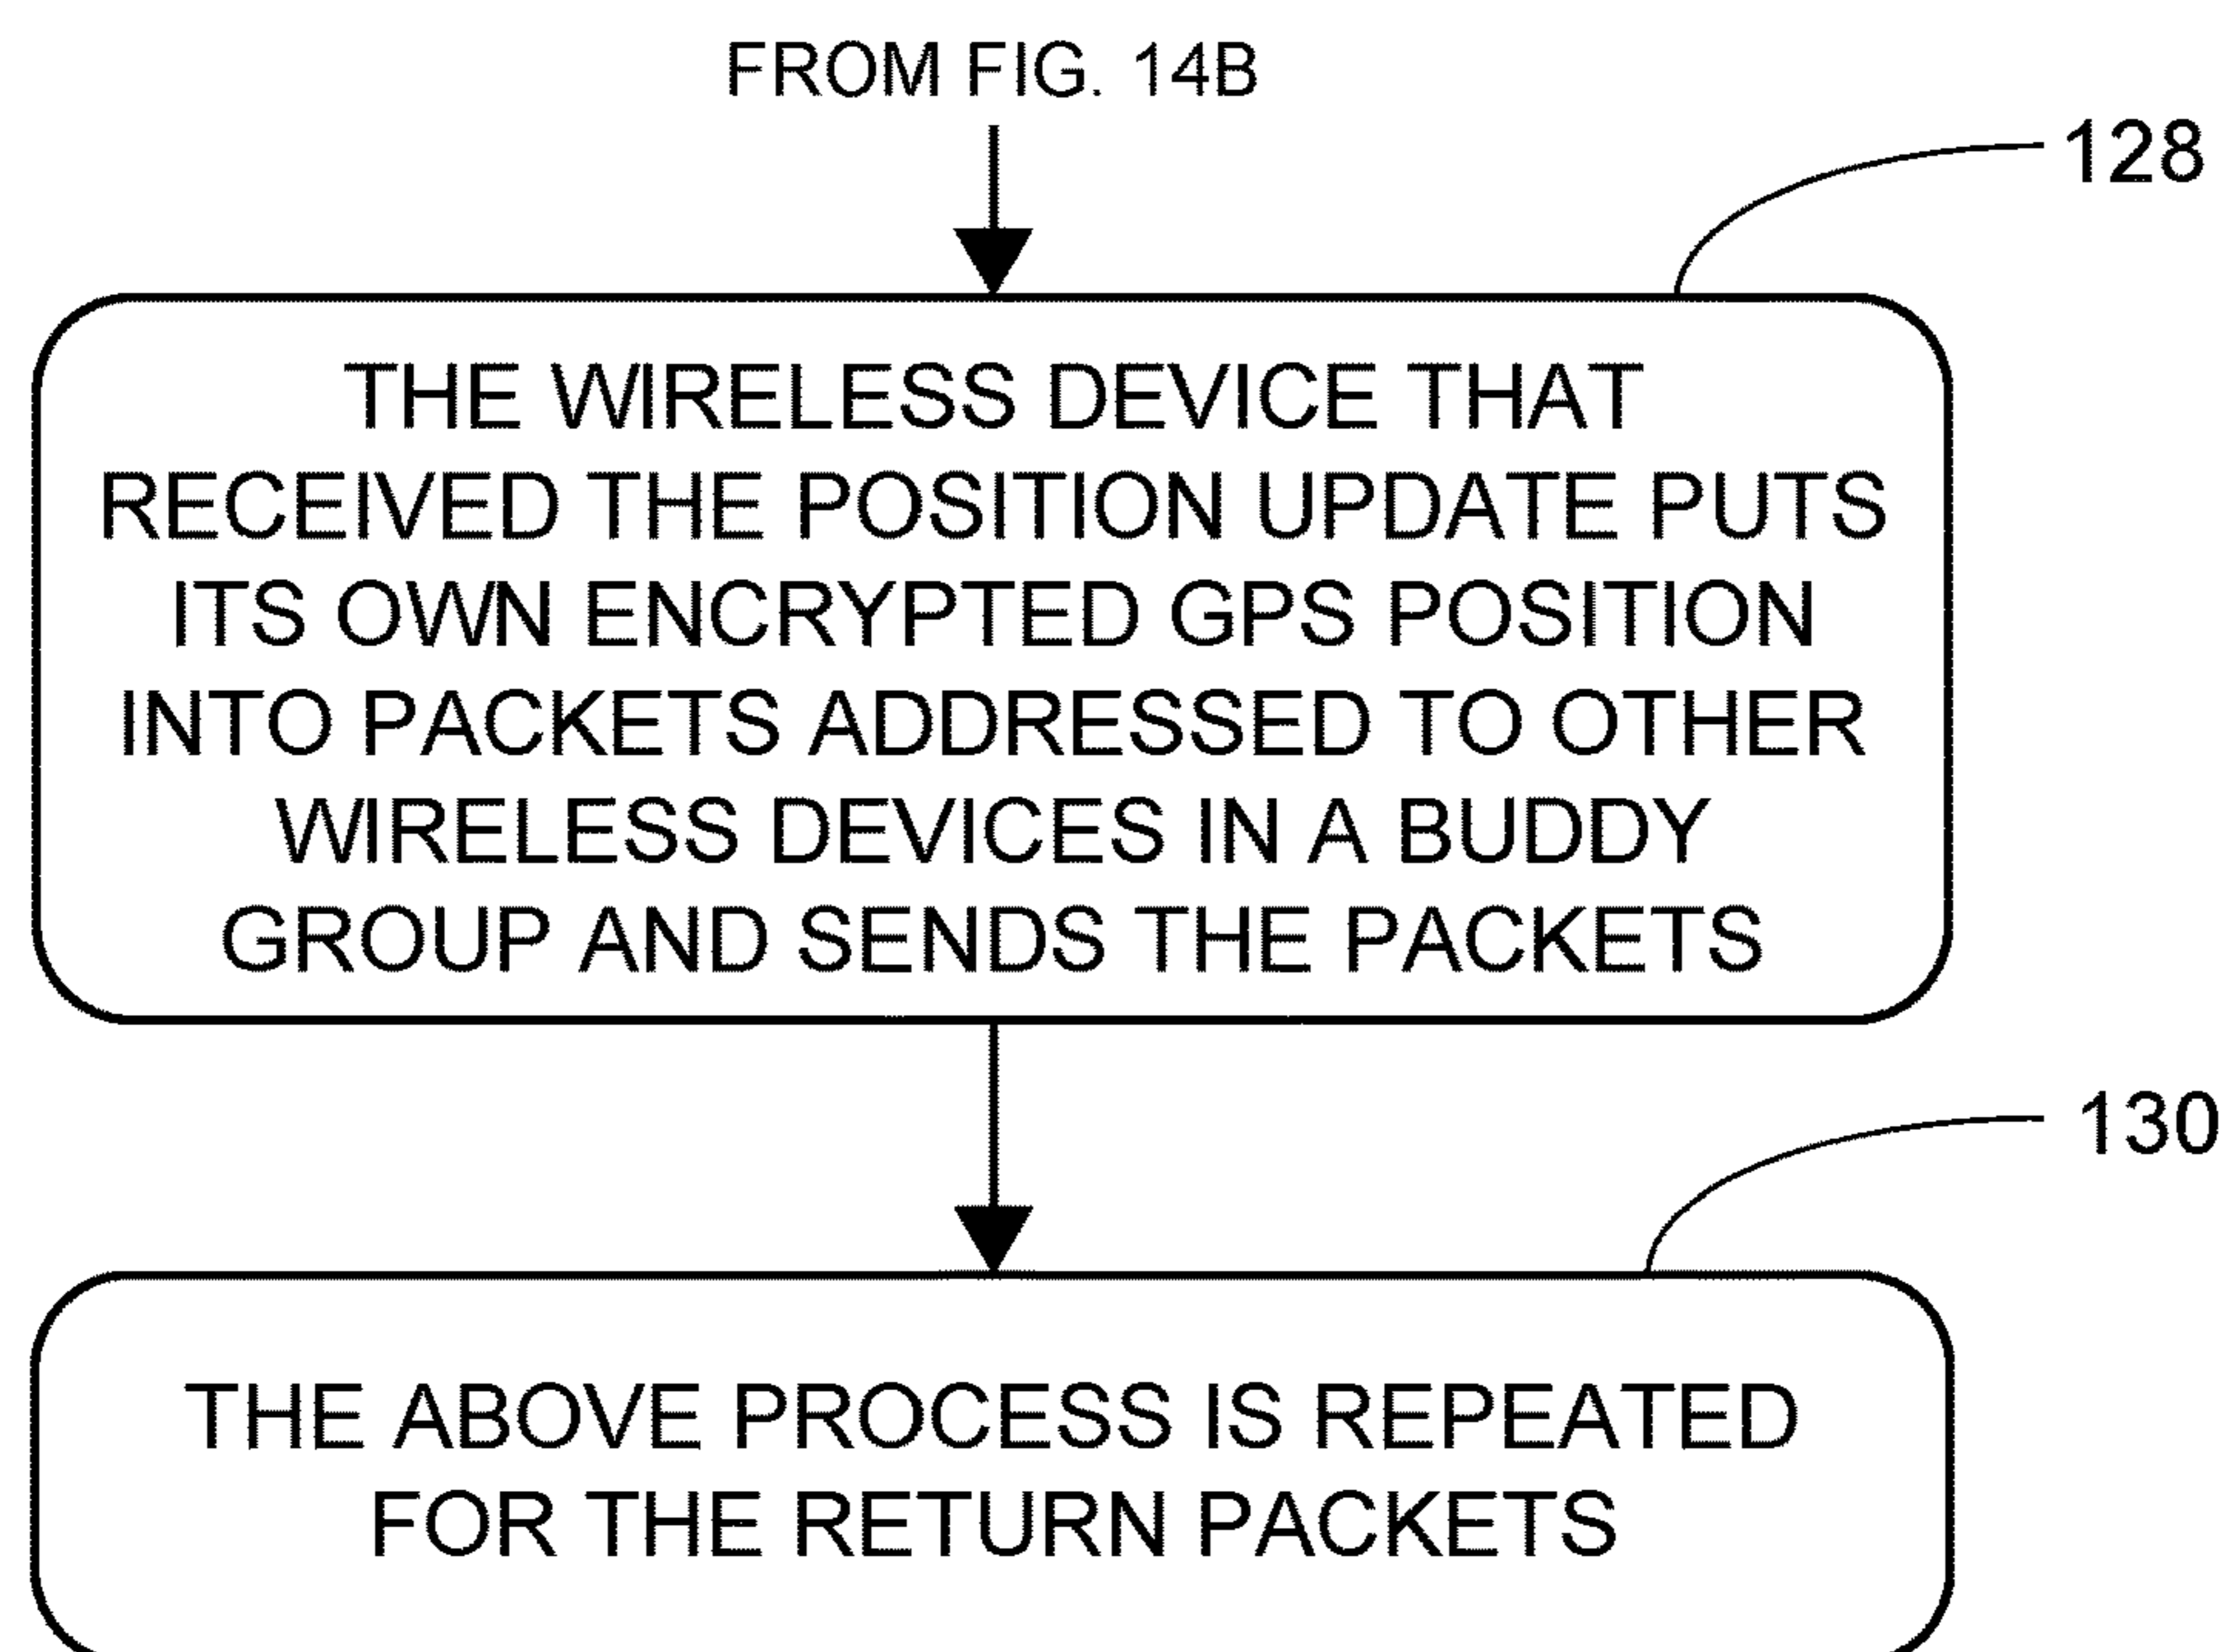 FROM FIG. 14B
128
THE WIRELESS DEVICE THAT
RECEIVED THE POSITION UPDATE PUTS
ITS OWN ENCRYPTED GPS POSITION
INTO PACKETS ADDRESSED TO OTHER
WIRELESS DEVICES IN A BUDDY
GROUP AND SENDS THE PACKETS
130
THE ABOVE PROCESS IS REPEATED
FOR THE RETURN PACKETS